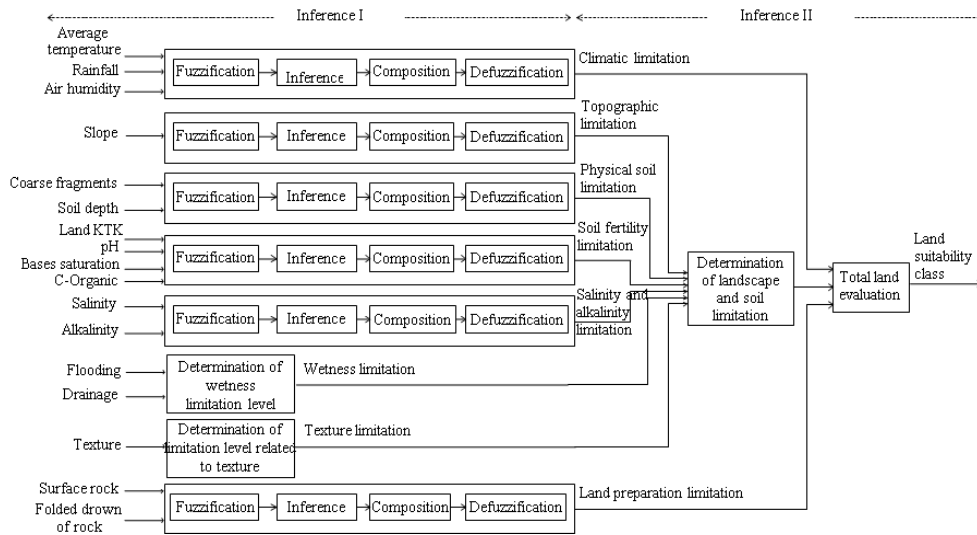 Inference I
Inference II
Average
temperature
Rainfall
Air humidity
Fuzzification
Inference
Composition
Defuzzification
Climatic limitation
Slope
Fuzzification
Inference
Composition
Defuzzification
Topographic
limitation
Coarse fragments
Soil depth
Fuzzification
Inference
Composition
Defuzzification
Physical soil
limitation
Land KTK
pH
Bases saturation
C-Organic
Fuzzification
Inference
Composition
Defuzzification
Soil fertility
limitation
Salinity
Alkalinity
Fuzzification
Inference
Composition
Defuzzification
Salinity and
alkalinity
limitation
Flooding
Drainage
Determination of
wetness
limitation level
Wetness limitation
Texture
Determination of
limitation level related
to texture
Texture limitation
Surface rock
Folded drown
of rock
Fuzzification
Inference
Composition
Defuzzification
Land preparation limitation
Determination
of landscape
and soil
limitation
Total land
evaluation
Land
suitability
class